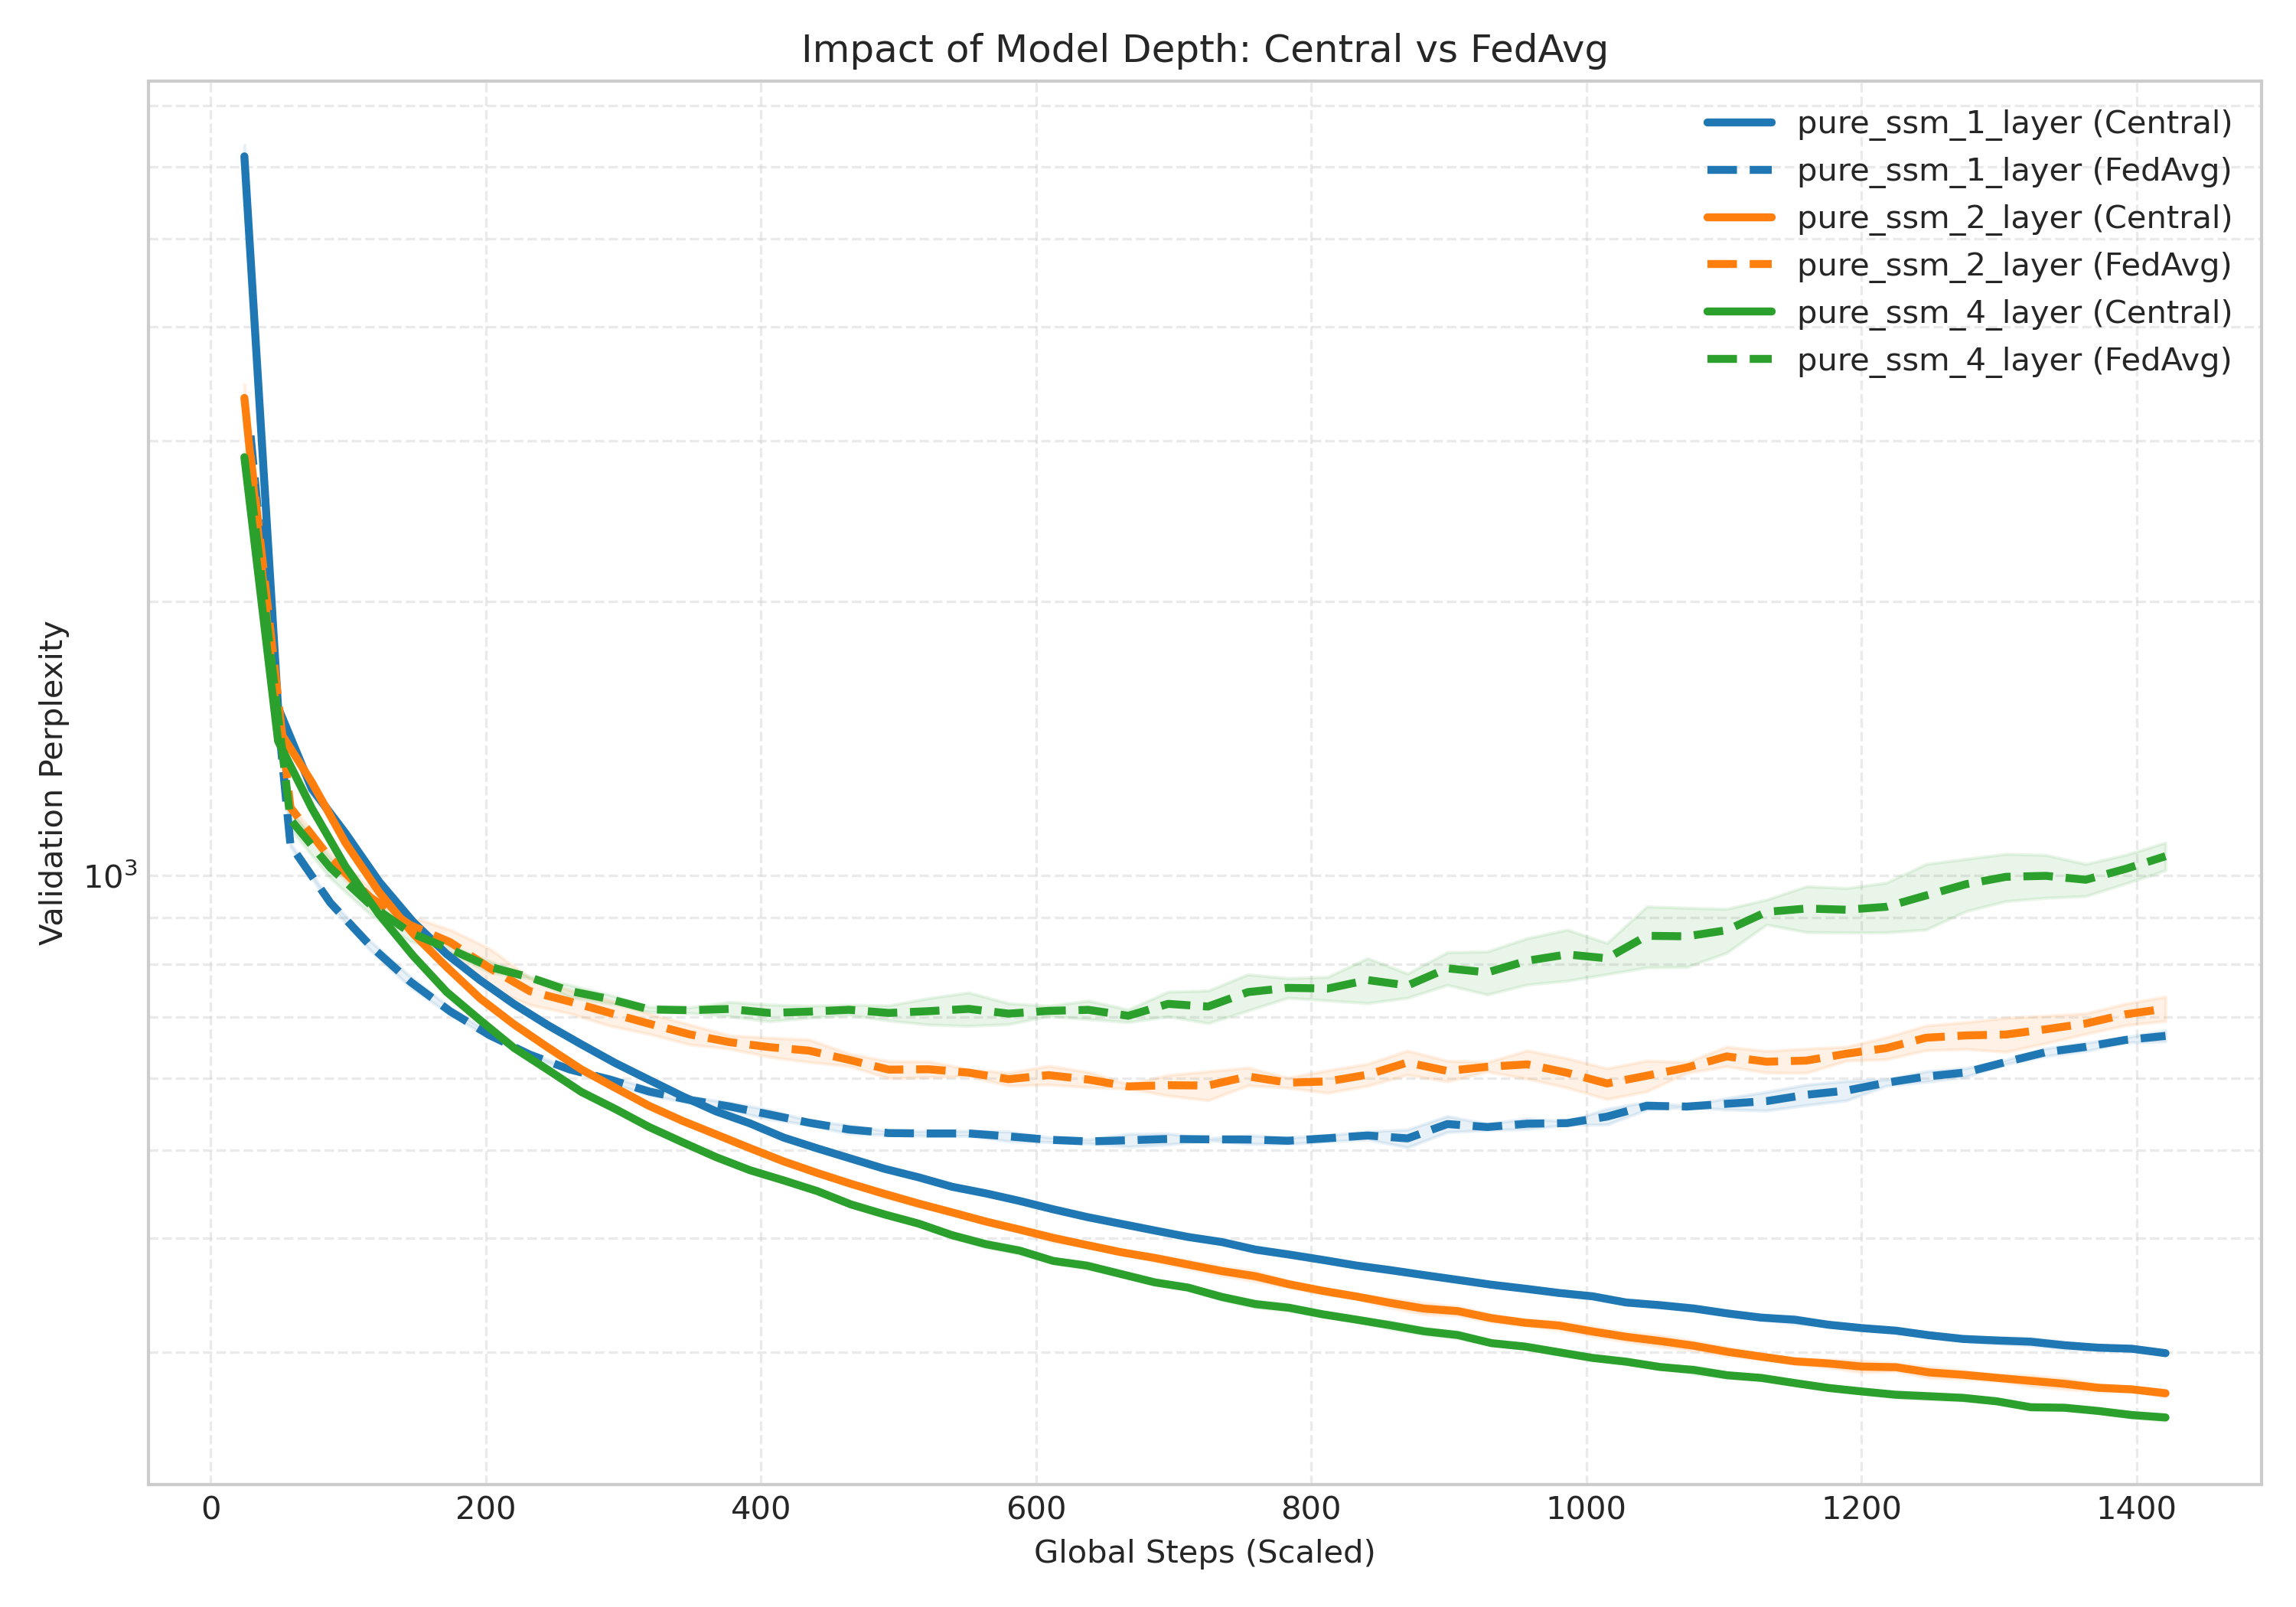 Impact of Model Depth: Central vs FedAvg
pure_ssm_1_layer (Central)
pure_ssm_1_layer (FedAvg)
pure_ssm_2_layer (Central)
pure_ssm_2_layer (FedAvg)
pure_ssm_4_layer (Central)
pure_ssm_4_layer (FedAvg)
Validation Perplexity
10³
0 200 400 600 800 1000 1200 1400
Global Steps (Scaled)